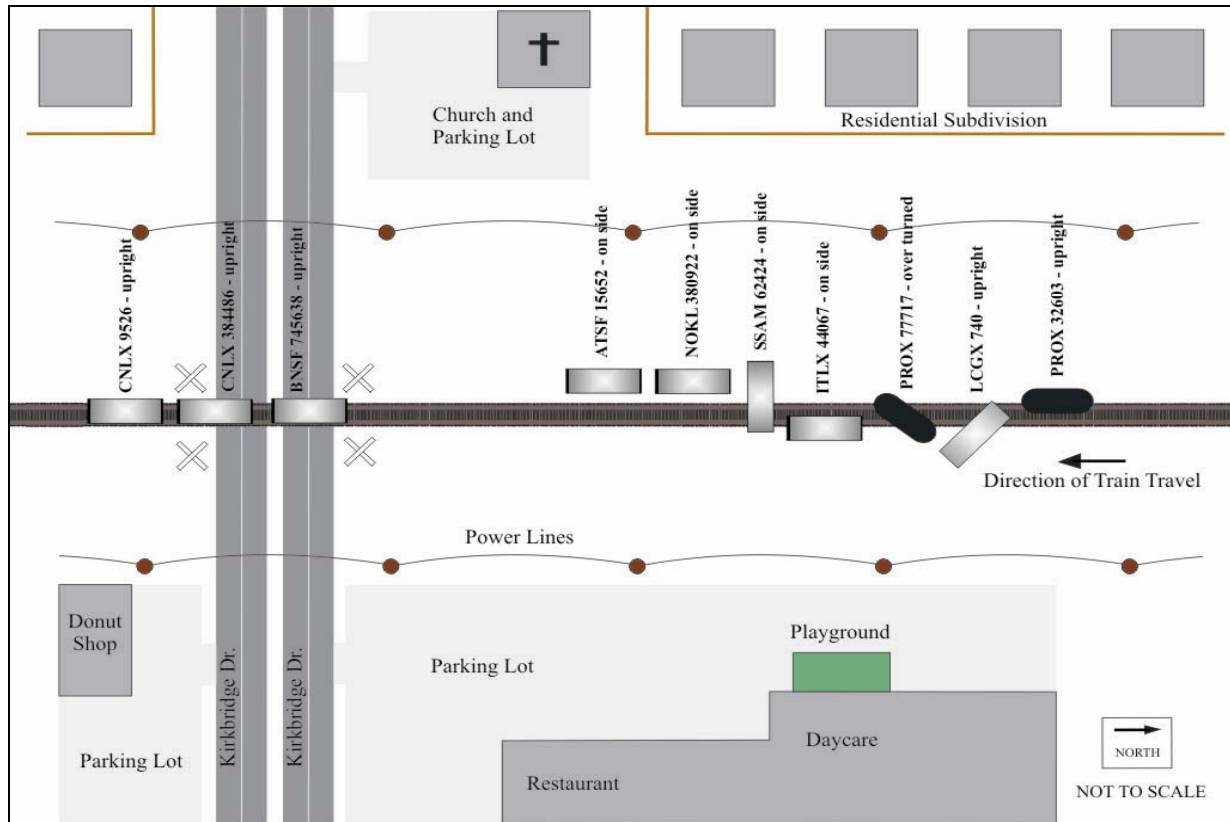 Church and
Parking Lot
Residential Subdivision
CNLX 9526 - upright
CNLX 384486 - upright
BNSF 745638 - upright
ATSF 15652 - on side
NOKL 380922 - on side
SSAM 62424 - on side
ITLX 44067 - on side
PROX 77717 - over turned
LCGX 740 - upright
PROX 32603 - upright
Direction of Train Travel
Power Lines
Donut
Shop
Kirkbridge Dr.
Kirkbridge Dr.
Parking Lot
Playground
Parking Lot
Daycare
Restaurant
NORTH
NOT TO SCALE